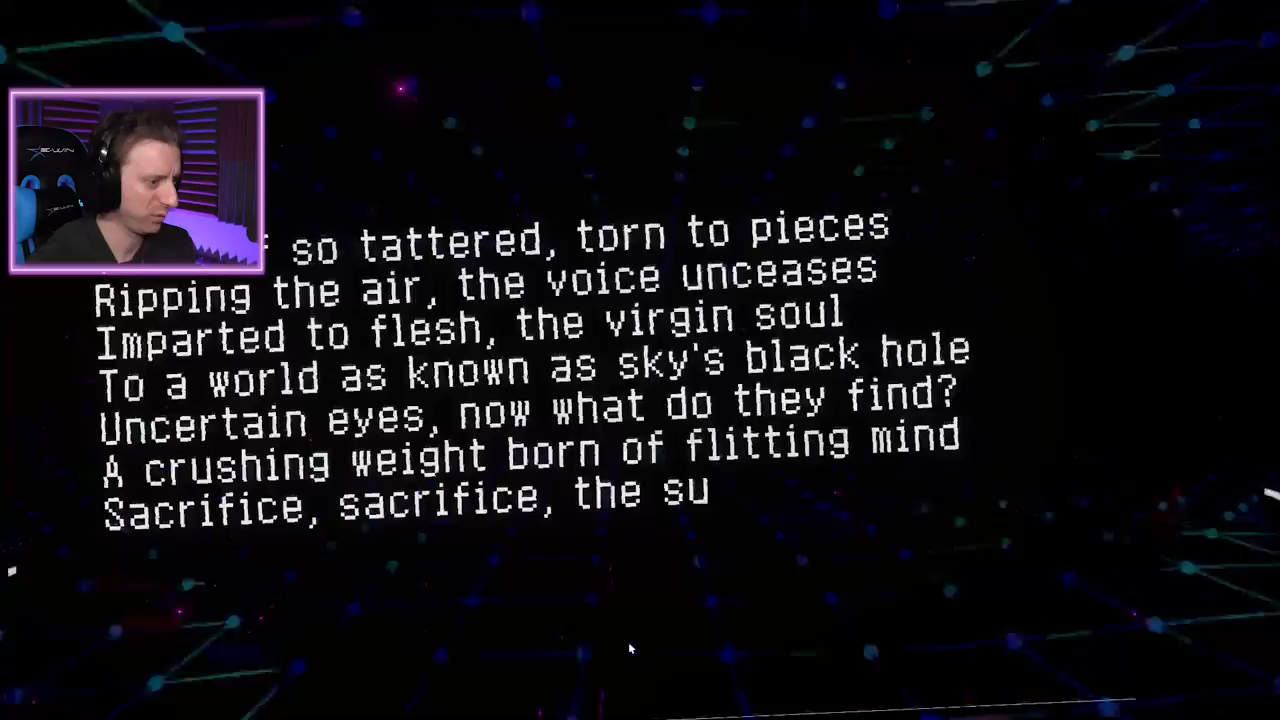 so tattered, torn to pieces
Ripping the air, the voice unceases
Imparted to flesh, the virgin soul
To a world as known as sky's black hole
Uncertain eyes, now what do they find?
A crushing weight born of flitting mind
Sacrifice, sacrifice, the su
E-WIN